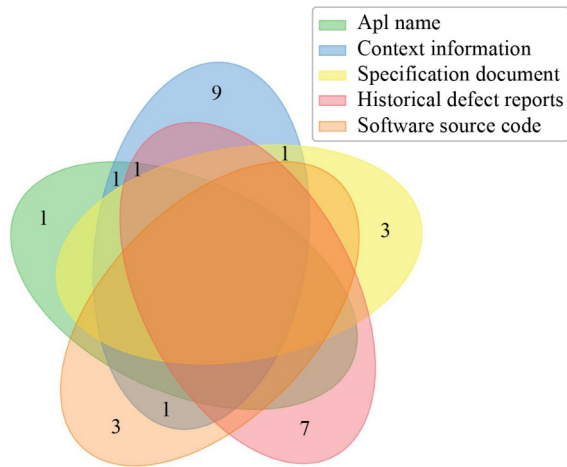 Apl name
Context information
Specification document
Historical defect reports
Software source code
9
1
1
1
1
3
1
3
7